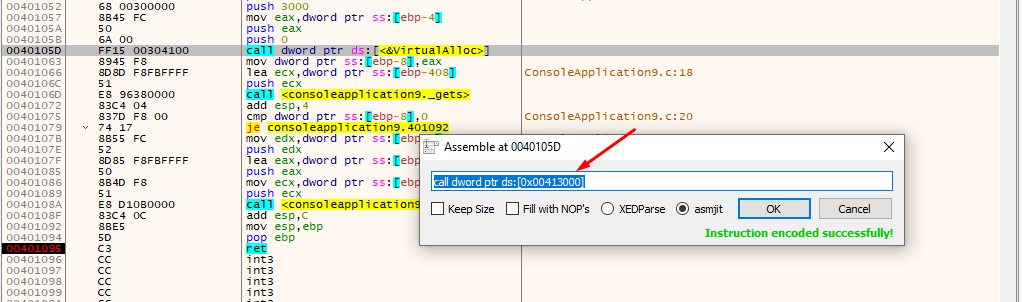 00401052 68 00300000 push 3000
00401057 8B45 FC mov eax,dword ptr ss:[ebp-4]
0040105A 50 push eax
0040105B 6A 00 push 0
0040105D FF15 00304100 call dword ptr ds:[<&VirtualAlloc>]
00401063 8945 F8 mov dword ptr ss:[ebp-8],eax
00401066 8D8D F8FBFFFF lea ecx,dword ptr ss:[ebp-408] ConsoleApplication9.c:18
0040106C 51 push ecx
0040106D E8 96380000 call <consoleapplication9._gets>
00401072 83C4 04 add esp,4
00401075 837D F8 00 cmp dword ptr ss:[ebp-8],0 ConsoleApplication9.c:20
00401079 74 17 je consoleapplication9.401092
0040107B 8B55 FC mov edx,dword ptr ss:[ebp
0040107E 52 push edx
0040107F 8D85 F8FBFFFF lea eax,dword ptr ss:[ebp
00401085 50 push eax
00401086 8B4D F8 mov ecx,dword ptr ss:[ebp
00401089 51 push ecx
0040108A E8 D10B0000 call <consoleapplication9
0040108F 83C4 0C add esp,C
00401092 8BE5 mov esp,ebp
00401094 5D pop ebp
00401095 C3 ret
00401096 CC int3
00401097 CC int3
00401098 CC int3
00401099 CC int3
Assemble at 0040105D
call dword ptr ds:[0x00413000]
Keep Size Fill with NOP's XEDParse asmjit OK Cancel
Instruction encoded successfully!